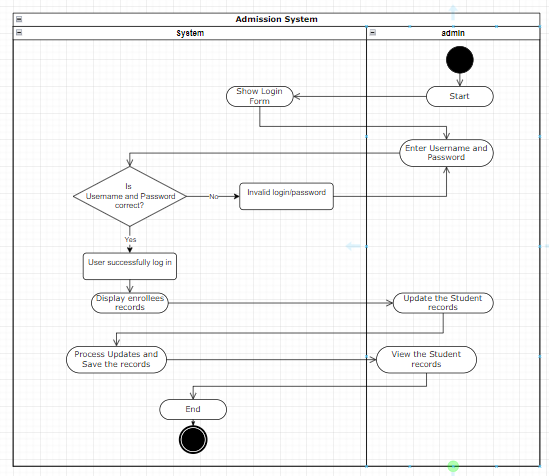 Admission System
System
admin
Start
Show Login
Form
Enter Username and
Password
Is
Username and Password
correct?
No
Invalid login/password
Yes
User successfully log in
Display enrollees
records
Update the Student
records
Process Updates and
Save the records
View the Student
records
End